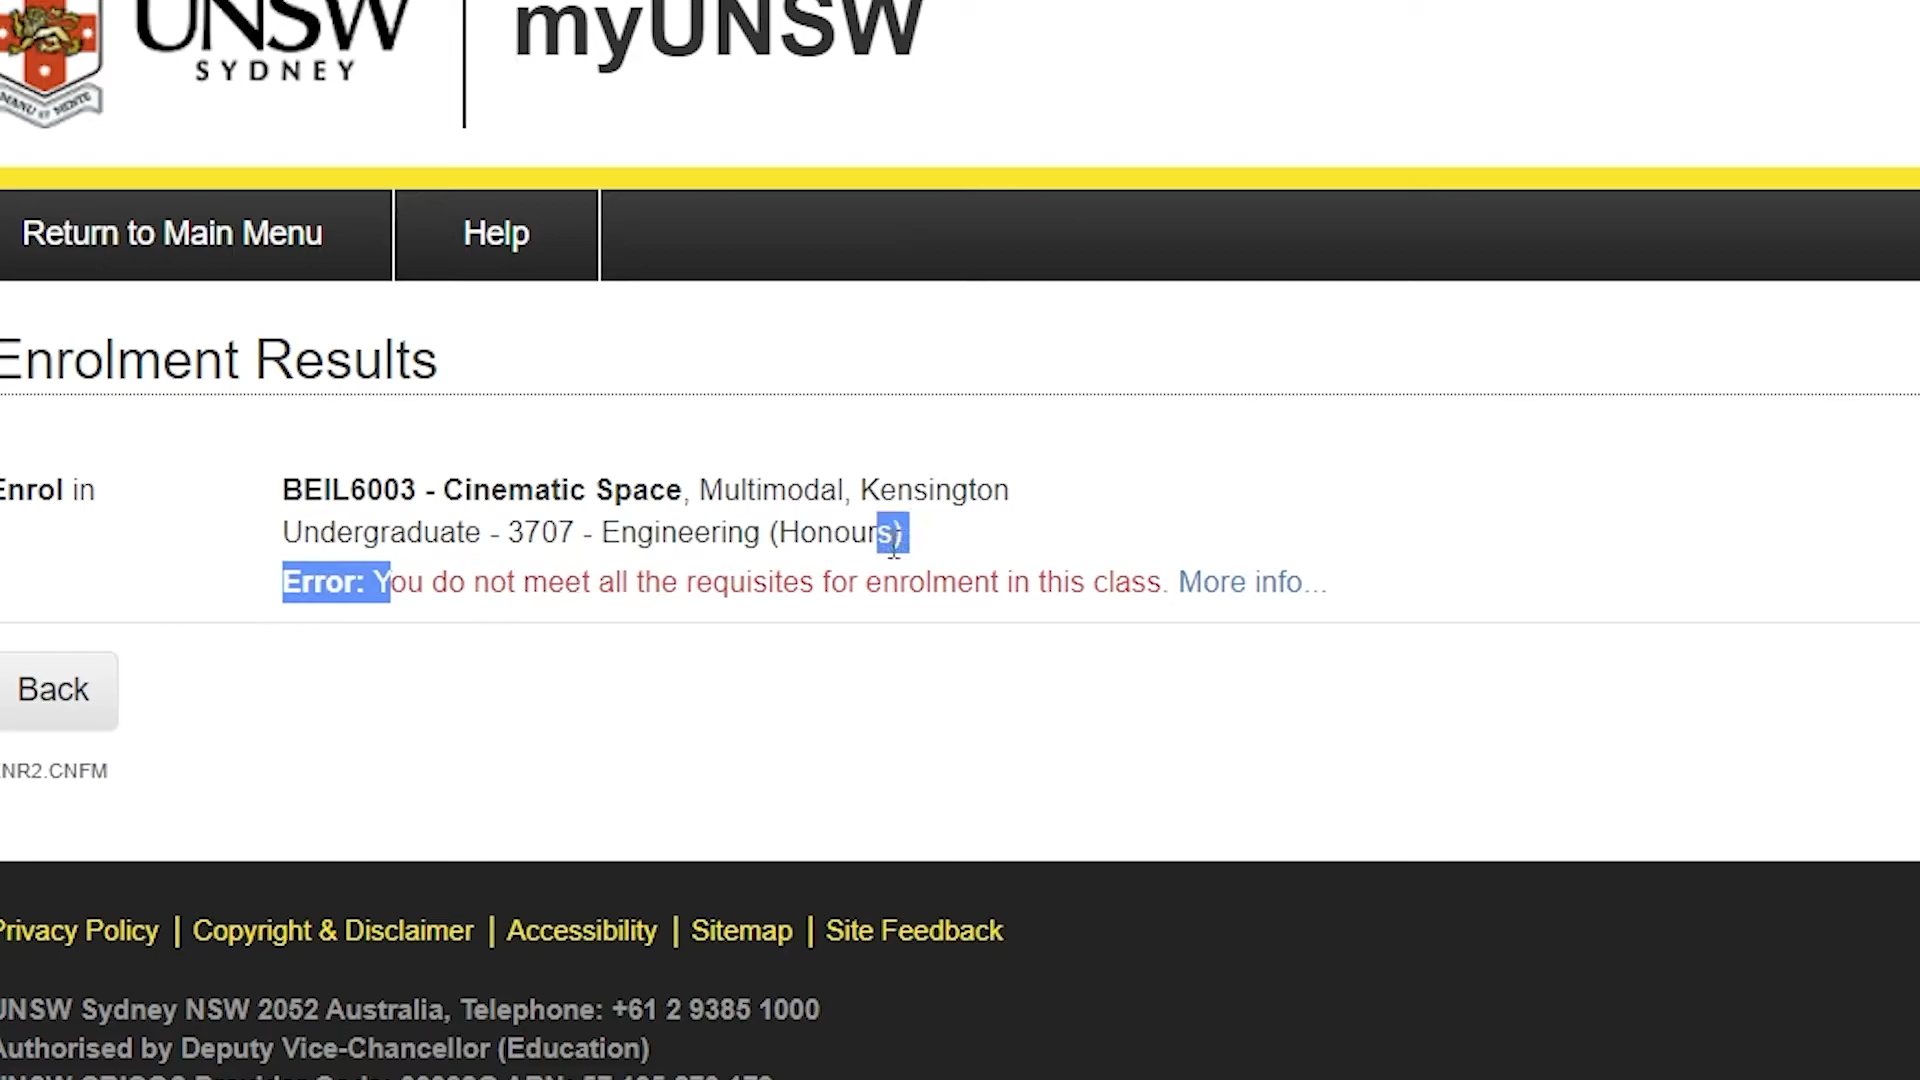 UNSW
SYDNEY
myUNSW
MANU ET MENTE
Return to Main Menu
Help
Enrolment Results
Enrol in
BEIL6003 - Cinematic Space, Multimodal, Kensington
Undergraduate - 3707 - Engineering (Honours)
Error: You do not meet all the requisites for enrolment in this class. More info...
Back
NR2.CNFM
Privacy Policy | Copyright & Disclaimer | Accessibility | Sitemap | Site Feedback
UNSW Sydney NSW 2052 Australia, Telephone: +61 2 9385 1000
Authorised by Deputy Vice-Chancellor (Education)